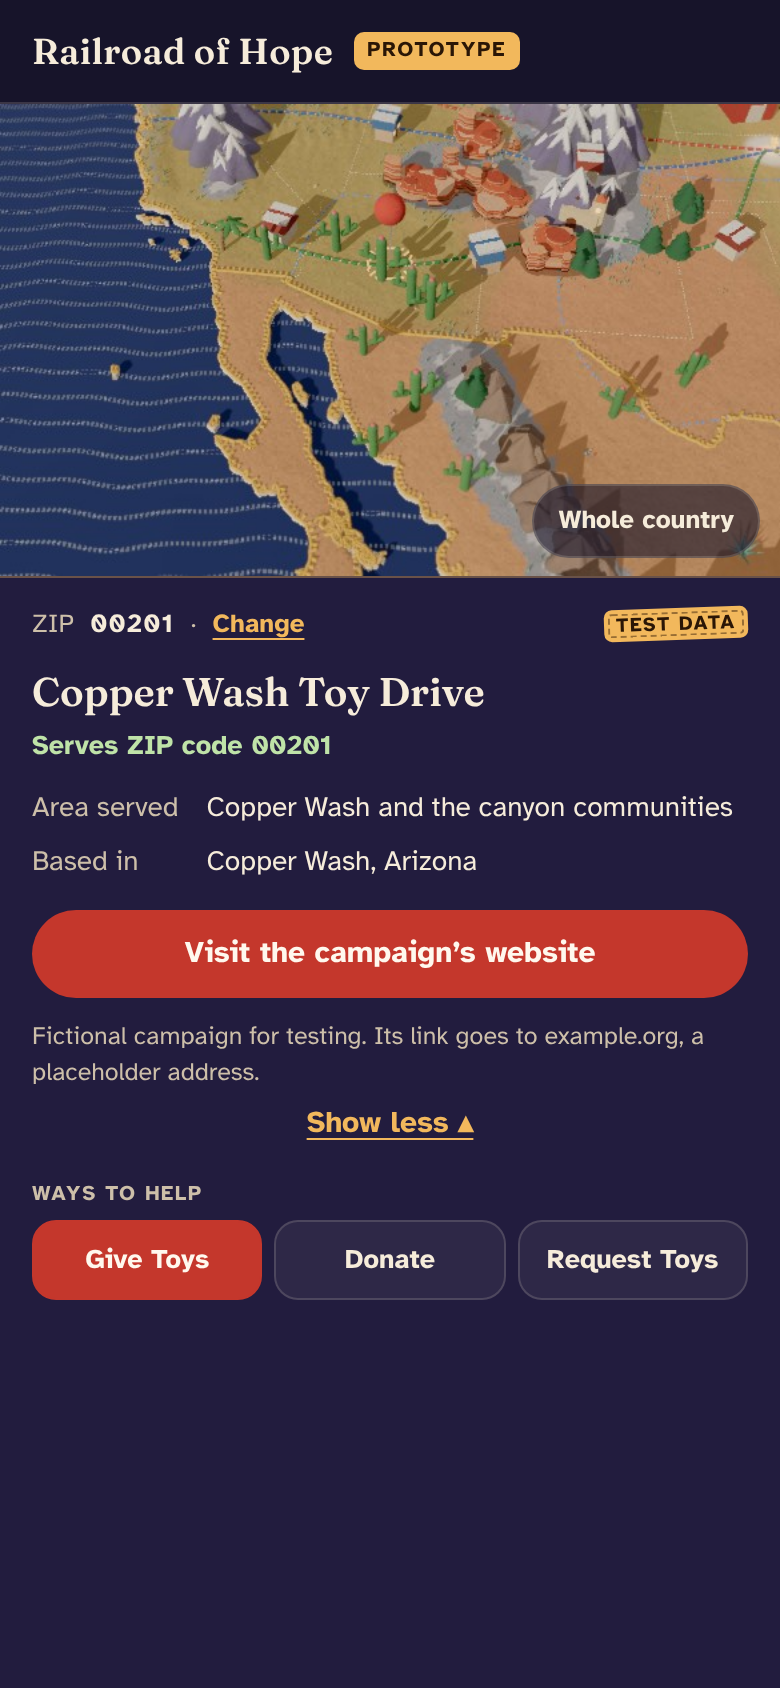 Railroad of Hope PROTOTYPE
Whole country
ZIP 00201 · Change TEST DATA
Copper Wash Toy Drive
Serves ZIP code 00201
Area served Copper Wash and the canyon communities
Based in Copper Wash, Arizona
Visit the campaign’s website
Fictional campaign for testing. Its link goes to example.org, a
placeholder address.
Show less ▲
WAYS TO HELP
Give Toys Donate Request Toys